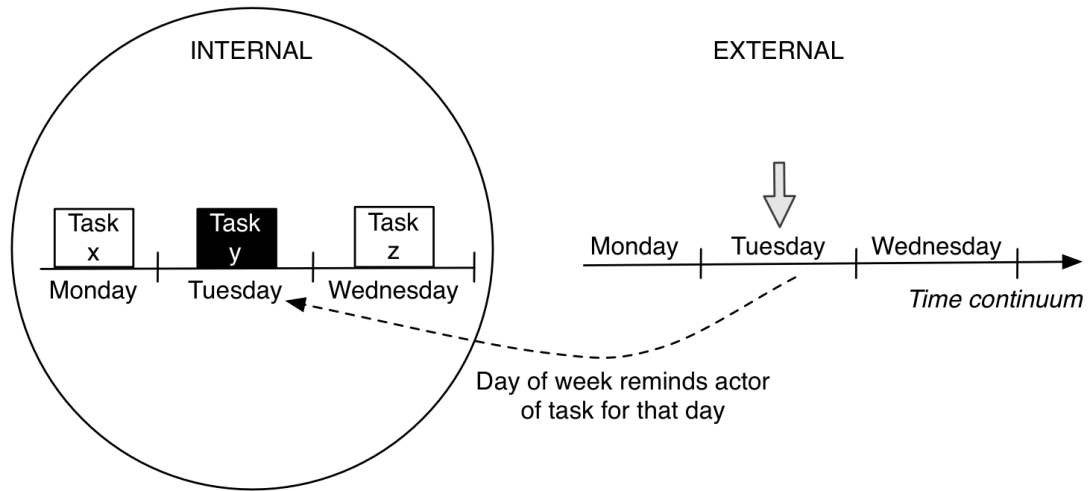 INTERNAL
EXTERNAL
Task
x
Task
y
Task
z
Monday
Tuesday
Wednesday
Monday
Tuesday
Wednesday
Time continuum
Day of week reminds actor
of task for that day